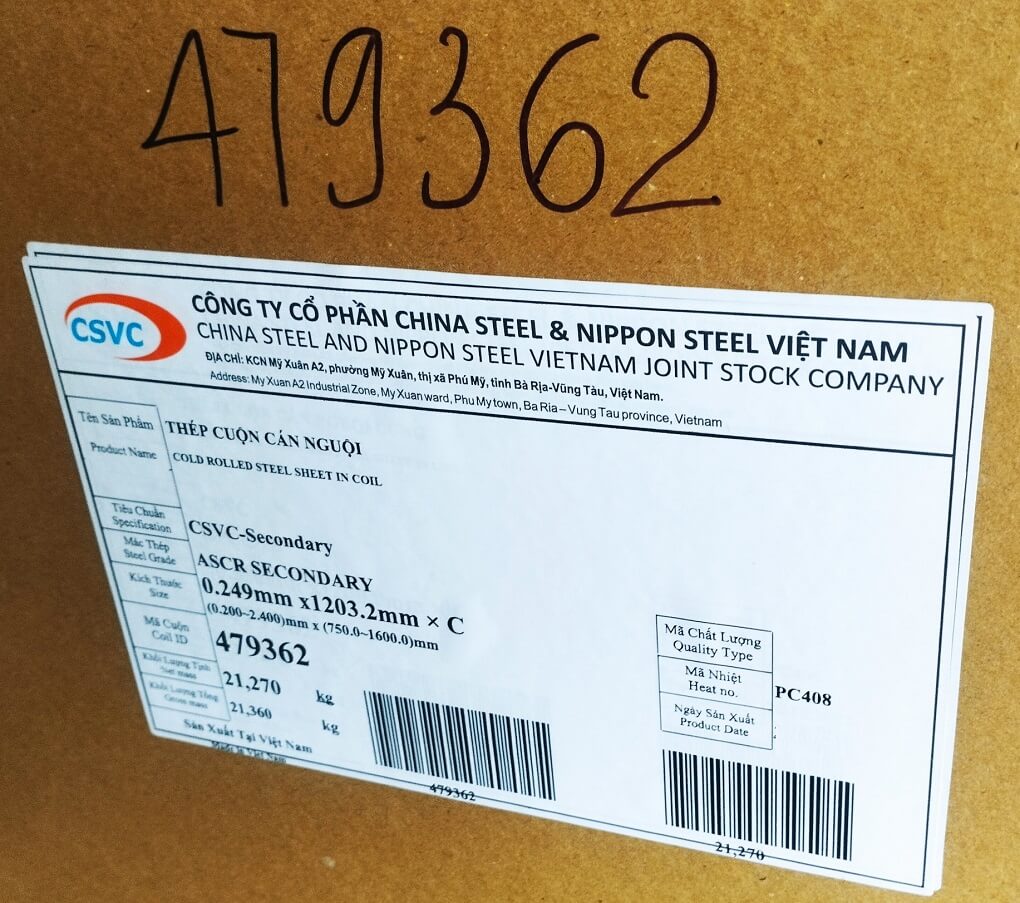 479362
CSVC
CÔNG TY CỔ PHẦN CHINA STEEL & NIPPON STEEL VIỆT NAM
CHINA STEEL AND NIPPON STEEL VIETNAM JOINT STOCK COMPANY
ĐỊA CHỈ: KCN Mỹ Xuân A2, phường Mỹ Xuân, thị xã Phú Mỹ, tỉnh Bà Rịa-Vũng Tàu, Việt Nam.
Address: My Xuan A2 Industrial Zone, My Xuan ward, Phu My town, Ba Ria – Vung Tau province, Vietnam
Tên Sản Phẩm THÉP CUỘN CÁN NGUỘI
Product Name COLD ROLLED STEEL SHEET IN COIL
Tiêu Chuẩn
Specification CSVC-Secondary
Mác Thép
Steel Grade ASCR SECONDARY
Kích Thước 0.249mm x1203.2mm × C
Size (0.200~2.400)mm x (750.0~1600.0)mm
Mã Cuộn
Coil ID 479362
Khối Lượng Tịnh
Net mass 21,270 kg
Khối Lượng Tổng
Gross mass 21,360 kg
Sản Xuất Tại Việt Nam
Made in Viet Nam
479362
Mã Chất Lượng
Quality Type
Mã Nhiệt
Heat no. PC408
Ngày Sản Xuất
Product Date
21,270